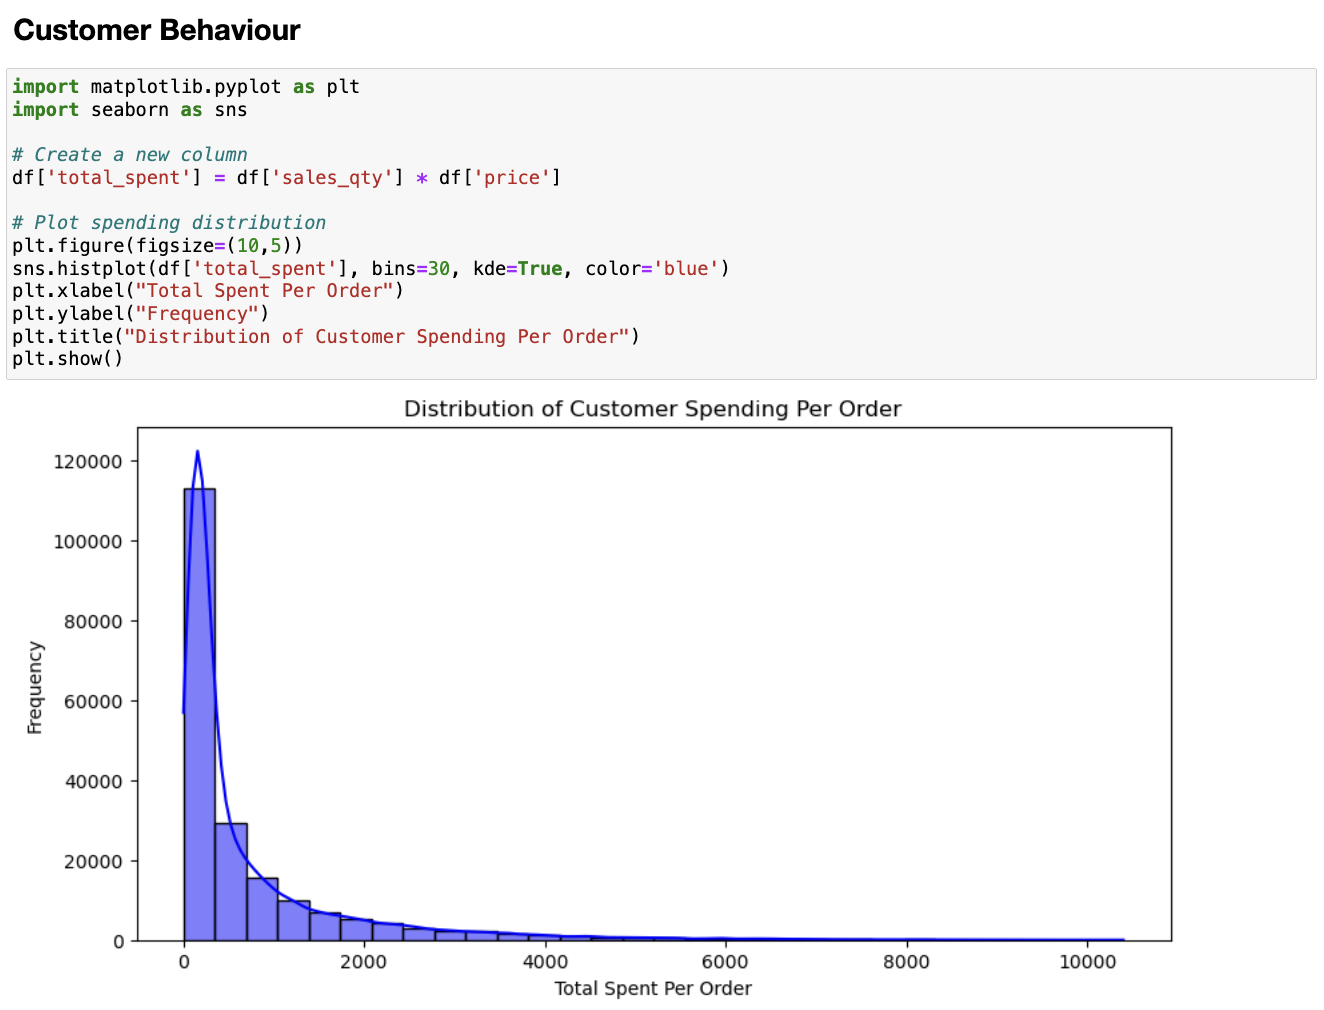 Customer Behaviour
import matplotlib.pyplot as plt
import seaborn as sns
# Create a new column
df['total_spent'] = df['sales_qty'] * df['price']
# Plot spending distribution
plt.figure(figsize=(10,5))
sns.histplot(df['total_spent'], bins=30, kde=True, color='blue')
plt.xlabel("Total Spent Per Order")
plt.ylabel("Frequency")
plt.title("Distribution of Customer Spending Per Order")
plt.show()
Distribution of Customer Spending Per Order
120000
100000
80000
60000
40000
20000
0
Frequency
0 2000 4000 6000 8000 10000
Total Spent Per Order